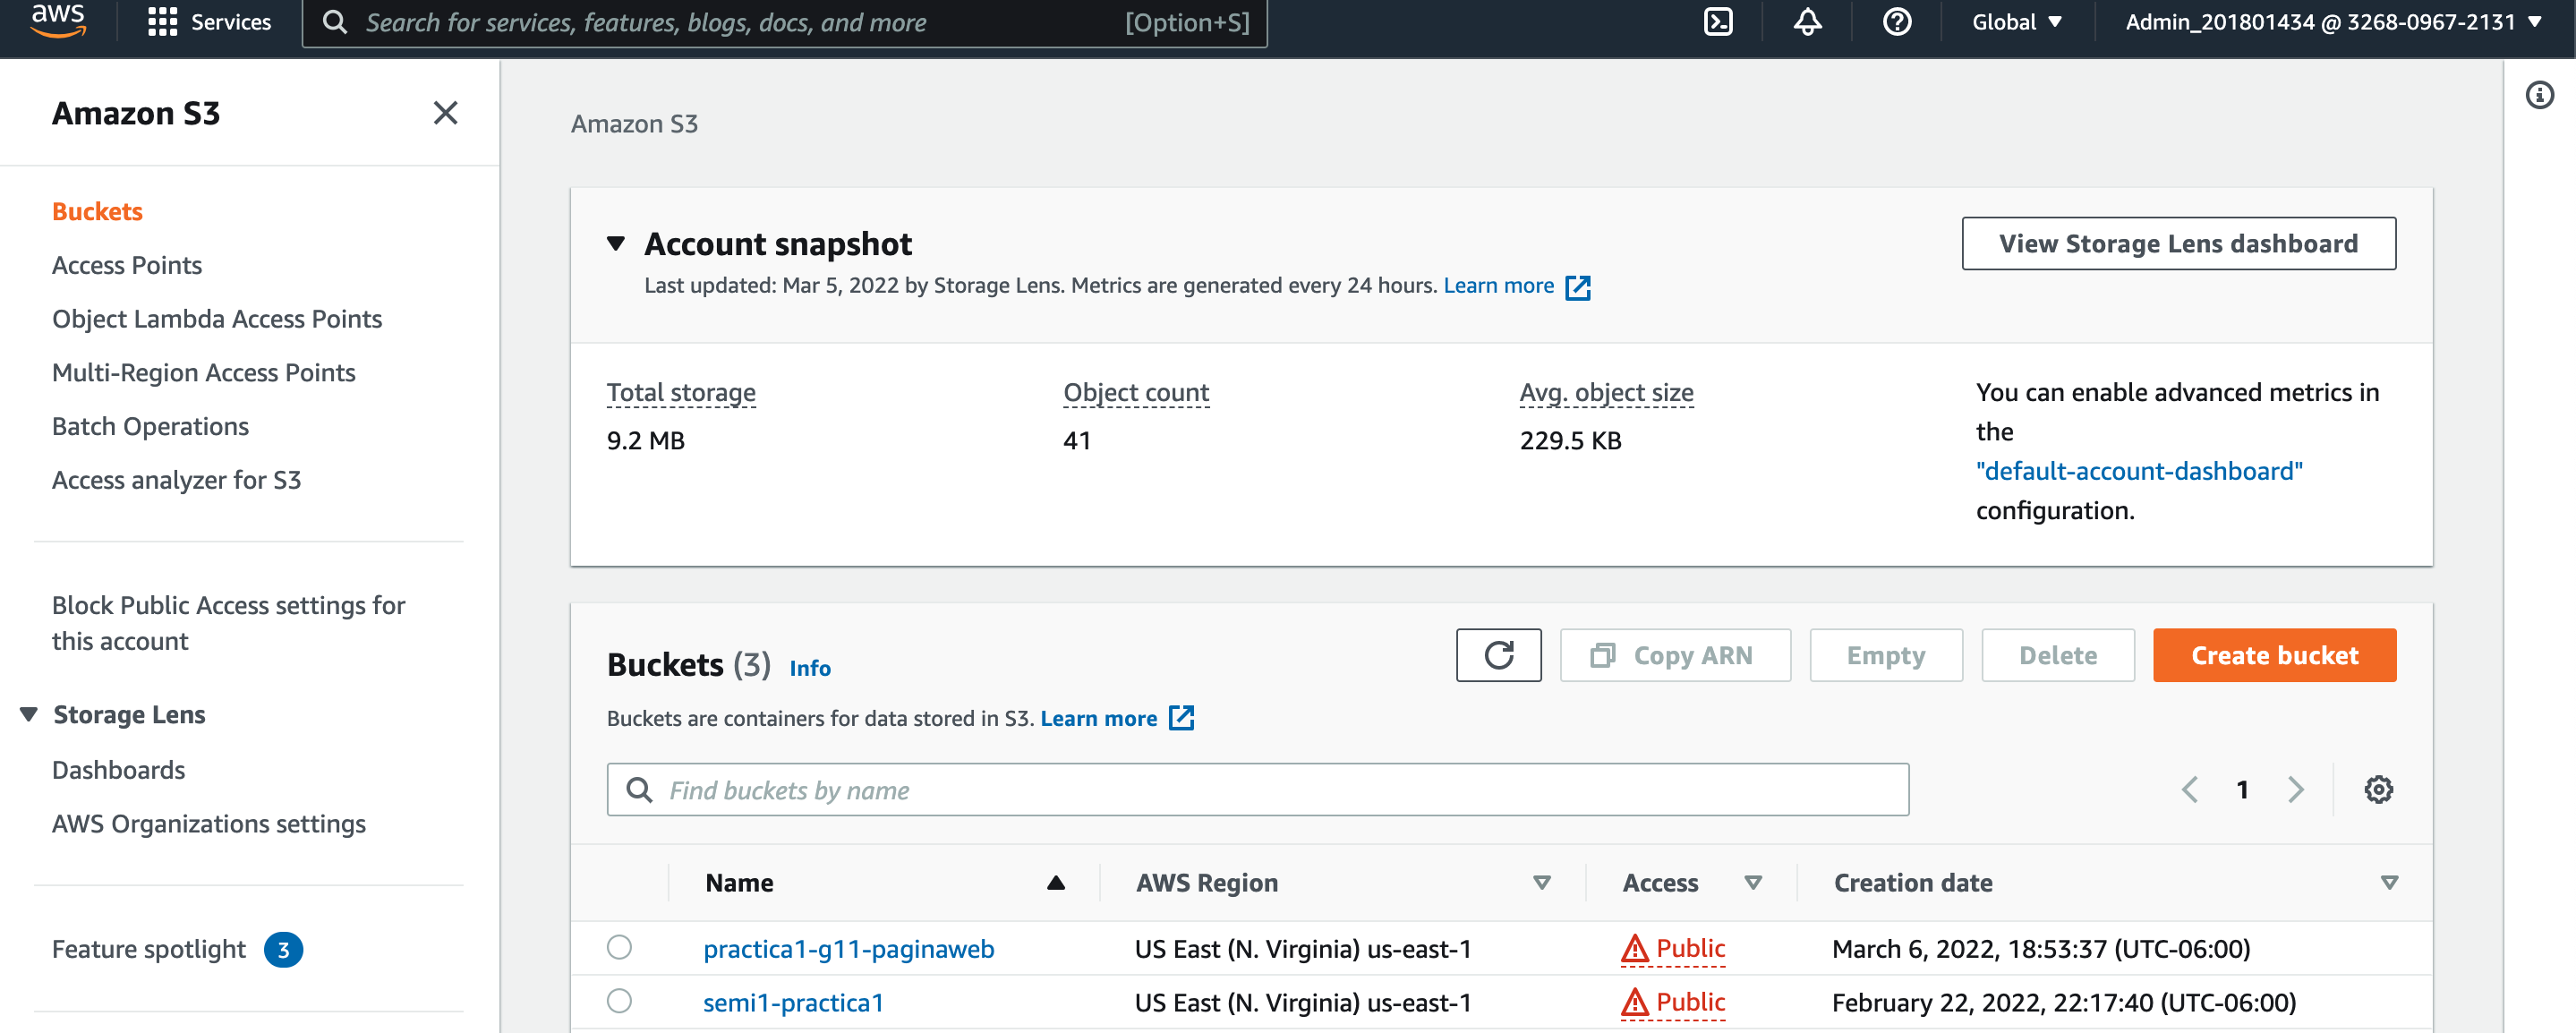 aws
Services
Search for services, features, blogs, docs, and more
[Option+S]
Global
Admin_201801434 @ 3268-0967-2131
Amazon S3
Buckets
Access Points
Object Lambda Access Points
Multi-Region Access Points
Batch Operations
Access analyzer for S3
Block Public Access settings for
this account
Storage Lens
Dashboards
AWS Organizations settings
Feature spotlight 3
Amazon S3
Account snapshot
Last updated: Mar 5, 2022 by Storage Lens. Metrics are generated every 24 hours. Learn more
View Storage Lens dashboard
Total storage
9.2 MB
Object count
41
Avg. object size
229.5 KB
You can enable advanced metrics in
the
"default-account-dashboard"
configuration.
Buckets (3) Info
Copy ARN
Empty
Delete
Create bucket
Buckets are containers for data stored in S3. Learn more
Find buckets by name
1
Name AWS Region Access Creation date
practica1-g11-paginaweb US East (N. Virginia) us-east-1 Public March 6, 2022, 18:53:37 (UTC-06:00)
semi1-practica1 US East (N. Virginia) us-east-1 Public February 22, 2022, 22:17:40 (UTC-06:00)